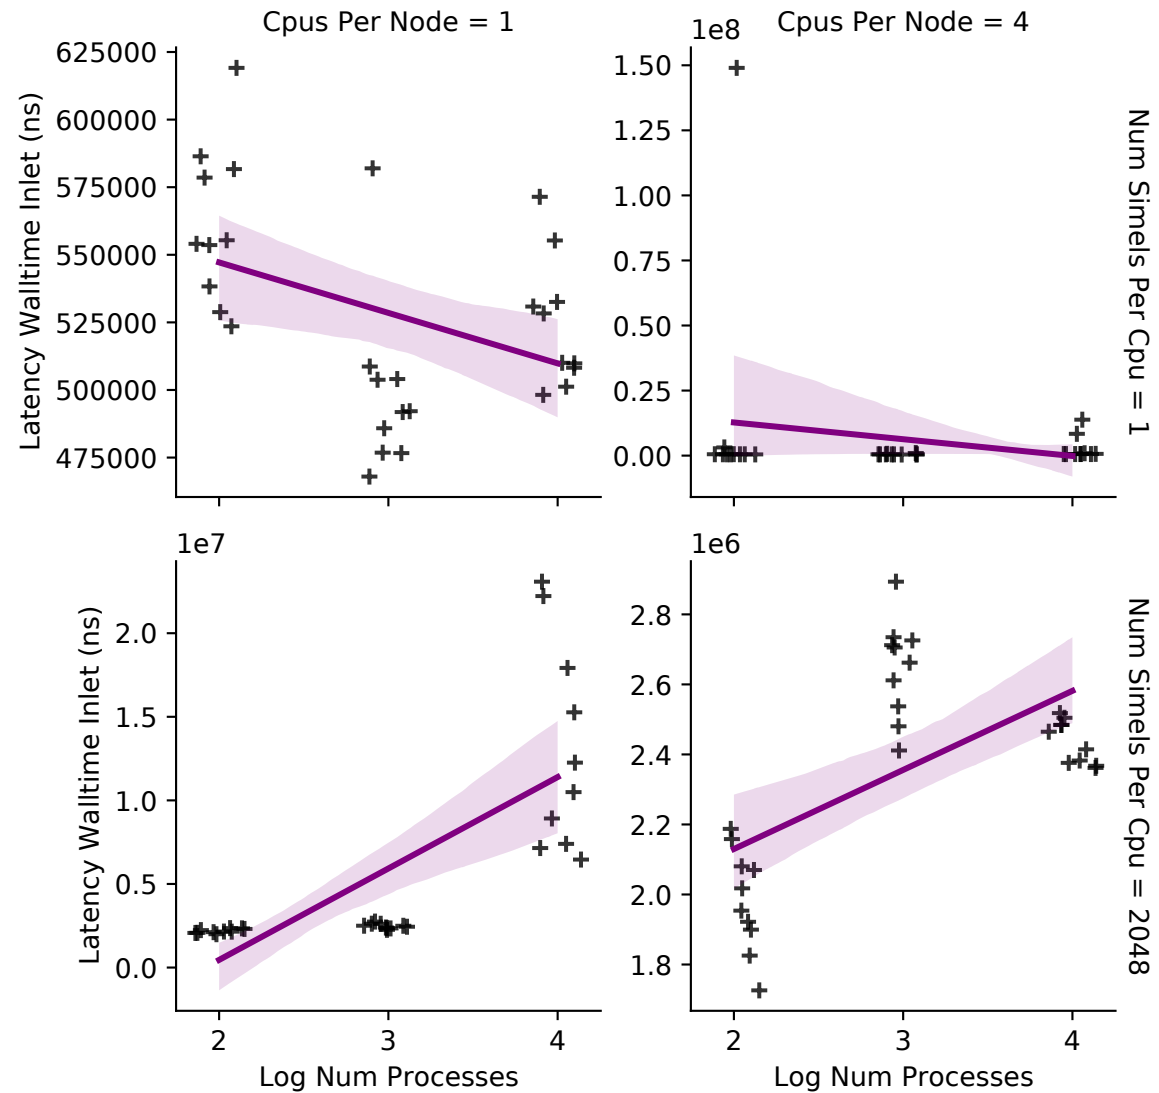 Cpus Per Node = 1
Cpus Per Node = 4
1e8
Latency Walltime Inlet (ns)
625000
600000
575000
550000
525000
500000
475000
1.50
1.25
1.00
0.75
0.50
0.25
0.00
Num Simels Per Cpu = 1
1e7
1e6
Latency Walltime Inlet (ns)
2.0
1.5
1.0
0.5
0.0
2.8
2.6
2.4
2.2
2.0
1.8
Num Simels Per Cpu = 2048
2
3
4
2
3
4
Log Num Processes
Log Num Processes